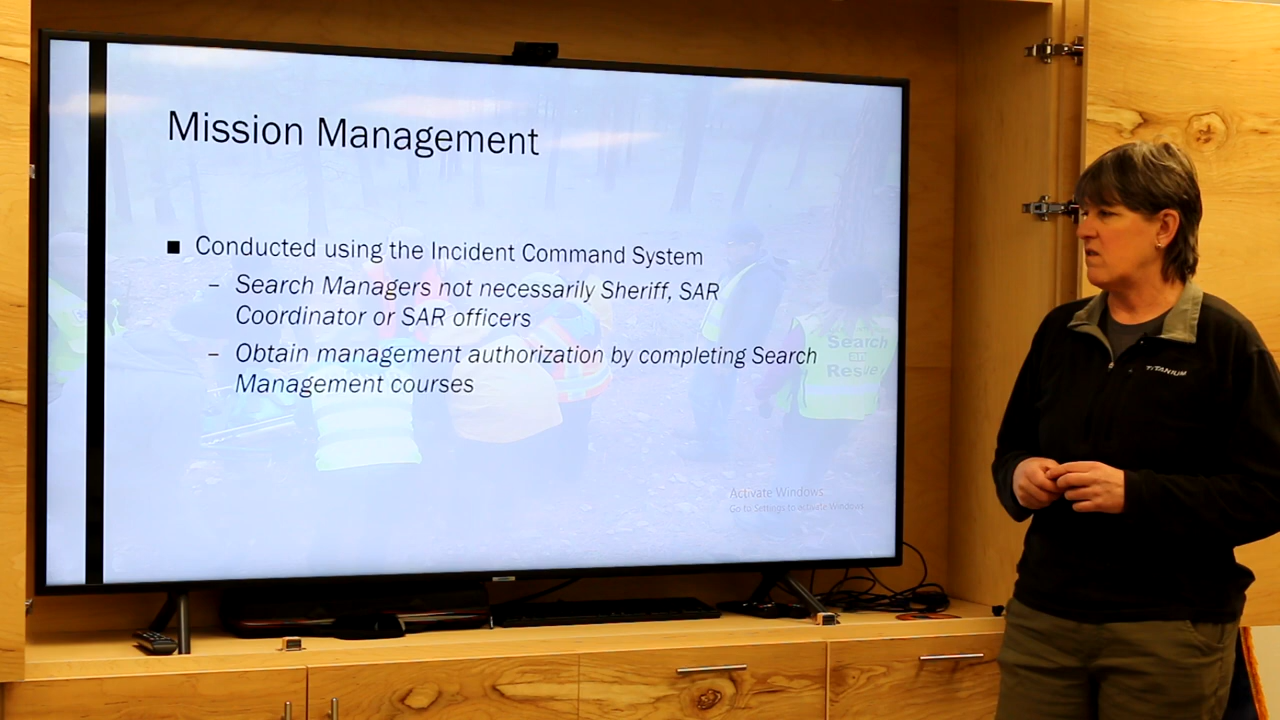 Mission Management
■ Conducted using the Incident Command System
– Search Managers not necessarily Sheriff, SAR
Coordinator or SAR officers
– Obtain management authorization by completing Search
Management courses
Search
Activate Windows
Go to Settings to activate Windows.
TITANIUM